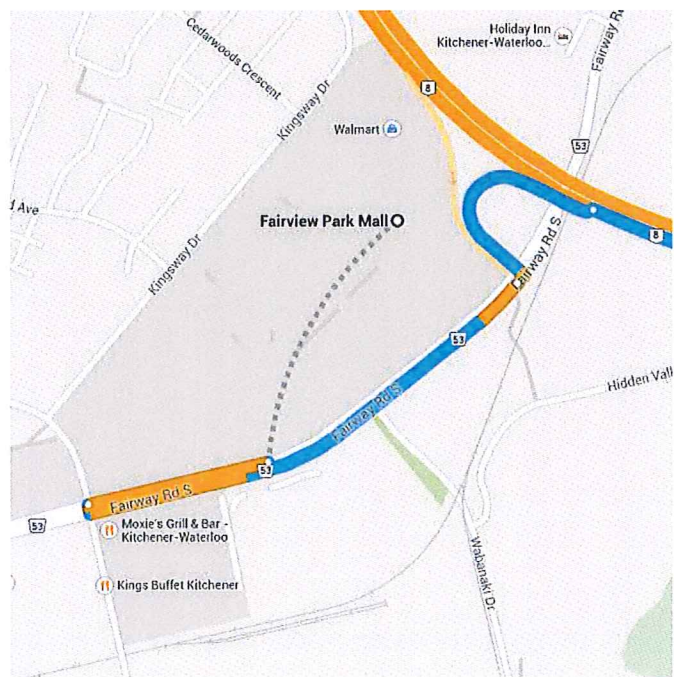 Holiday Inn
Kitchener-Waterloo...
Fairway Rd
Cedarwoods Crescent
Kingsway Dr
8
Walmart
53
d Ave
Fairview Park Mall
Kingsway Dr
Fairway Rd S
8
53
Fairway Rd S
Hidden Vall
53
Fairway Rd S
53
Moxie's Grill & Bar -
Kitchener-Waterloo
Kings Buffet Kitchener
Wabanaki Dr